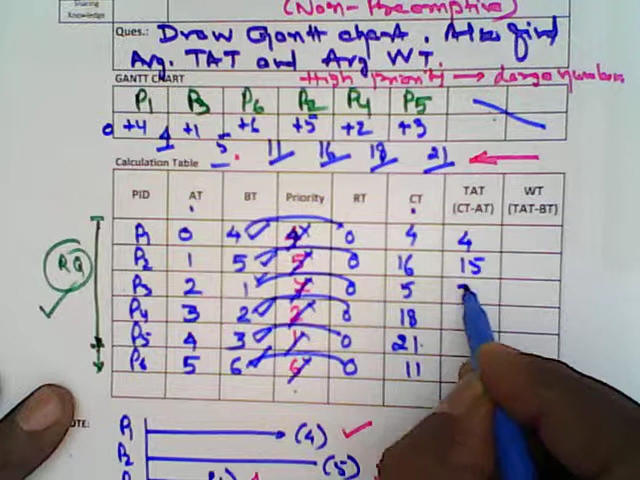 Sharing
Knowledge
(Non-Preemptive)
Ques.: Draw Gantt chart. Also find
Avg. TAT and Avg WT.
GANTT CHART High Priority → Large numbers
P1 P3 P6 P2 P4 P5
0 +4 +1 +6 +5 +2 +3
4 5 11 16 18 21
Calculation Table
PID AT BT Priority RT CT TAT (CT-AT) WT (TAT-BT)
P1 0 4 4 0 4 4
P2 1 5 5 0 16 15
P3 2 1 0 5
P4 3 2 2 0 18
P5 4 3 1 0 21
P6 5 6 6 0 11
RQ
OTE:
P1 (4)
P2 (5)